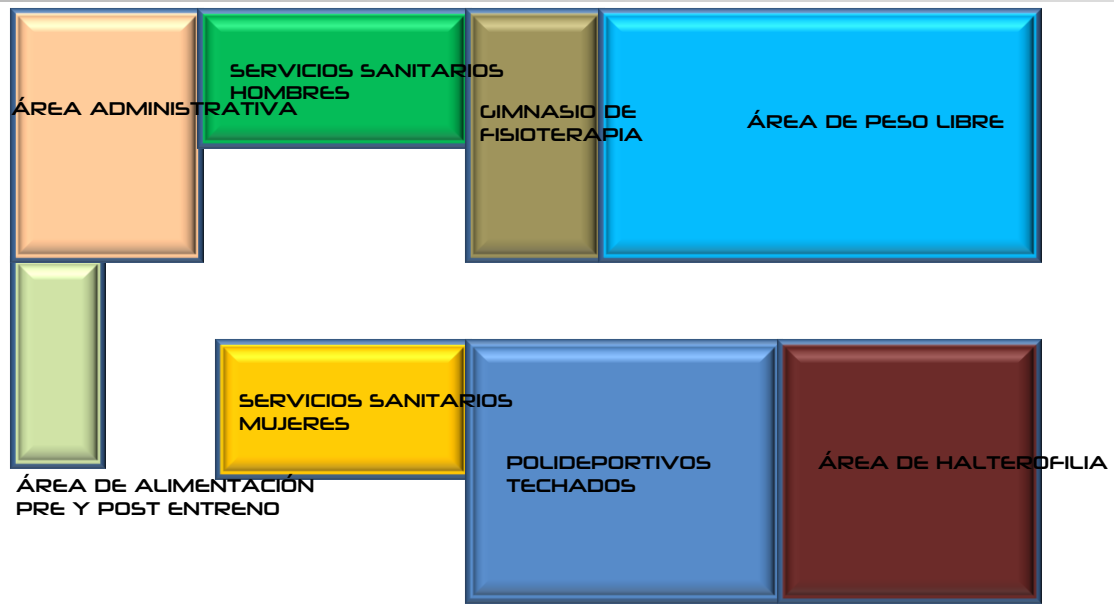 ÁREA ADMINISTRATIVA
SERVICIOS SANITARIOS
HOMBRES
GIMNASIO DE
FISIOTERAPIA
ÁREA DE PESO LIBRE
SERVICIOS SANITARIOS
MUJERES
POLIDEPORTIVOS
TECHADOS
ÁREA DE HALTEROFILIA
ÁREA DE ALIMENTACIÓN
PRE Y POST ENTRENO